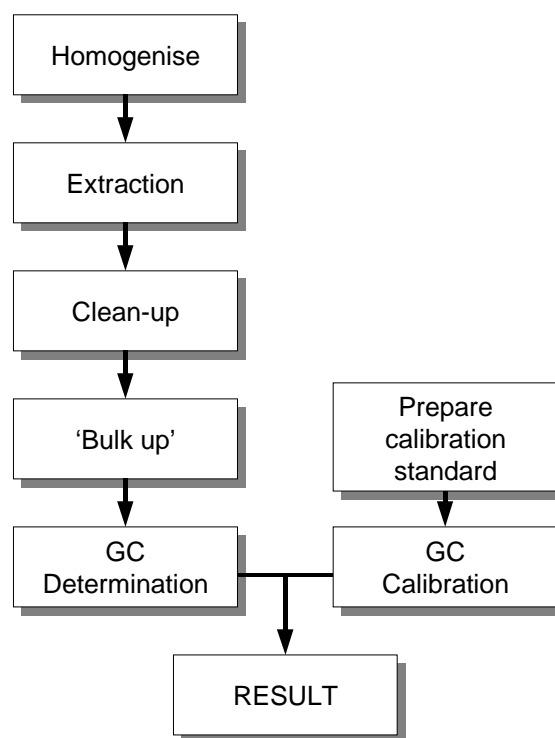 Homogenise
Extraction
Clean-up
‘Bulk up’
Prepare
calibration
standard
GC
Determination
GC
Calibration
RESULT